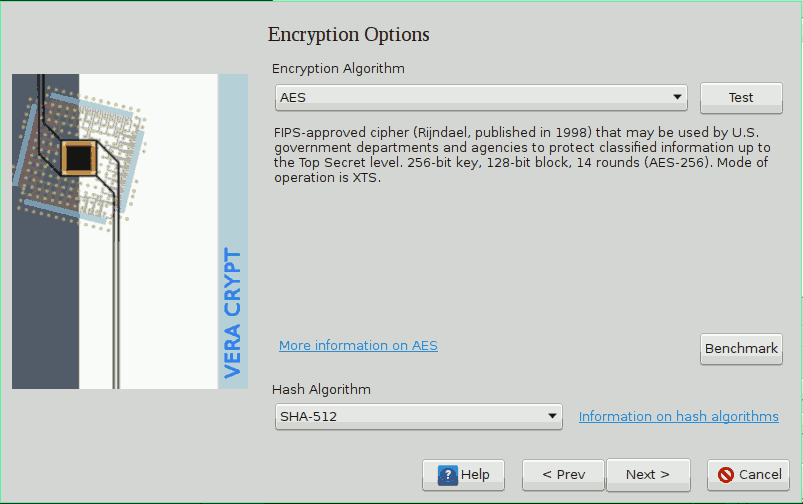 Encryption Options
Encryption Algorithm
AES
Test
FIPS-approved cipher (Rijndael, published in 1998) that may be used by U.S.
government departments and agencies to protect classified information up to
the Top Secret level. 256-bit key, 128-bit block, 14 rounds (AES-256). Mode of
operation is XTS.
VERA CRYPT
More information on AES
Benchmark
Hash Algorithm
SHA-512
Information on hash algorithms
Help
< Prev
Next >
Cancel